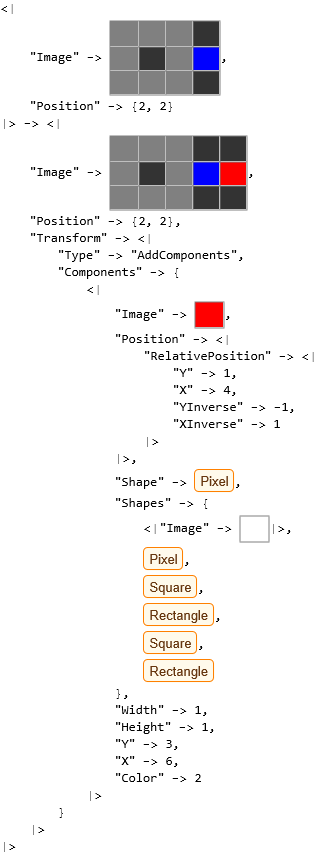 <|
"Image" -> ,
"Position" -> {2, 2}
|> -> <|
"Image" -> ,
"Position" -> {2, 2},
"Transform" -> <|
"Type" -> "AddComponents",
"Components" -> {
<|
"Image" -> ,
"Position" -> <|
"RelativePosition" -> <|
"Y" -> 1,
"X" -> 4,
"YInverse" -> -1,
"XInverse" -> 1
|>
|>,
"Shape" -> Pixel,
"Shapes" -> {
<|"Image" -> |>,
Pixel,
Square,
Rectangle,
Square,
Rectangle
},
"Width" -> 1,
"Height" -> 1,
"Y" -> 3,
"X" -> 6,
"Color" -> 2
|>
}
|>
|>